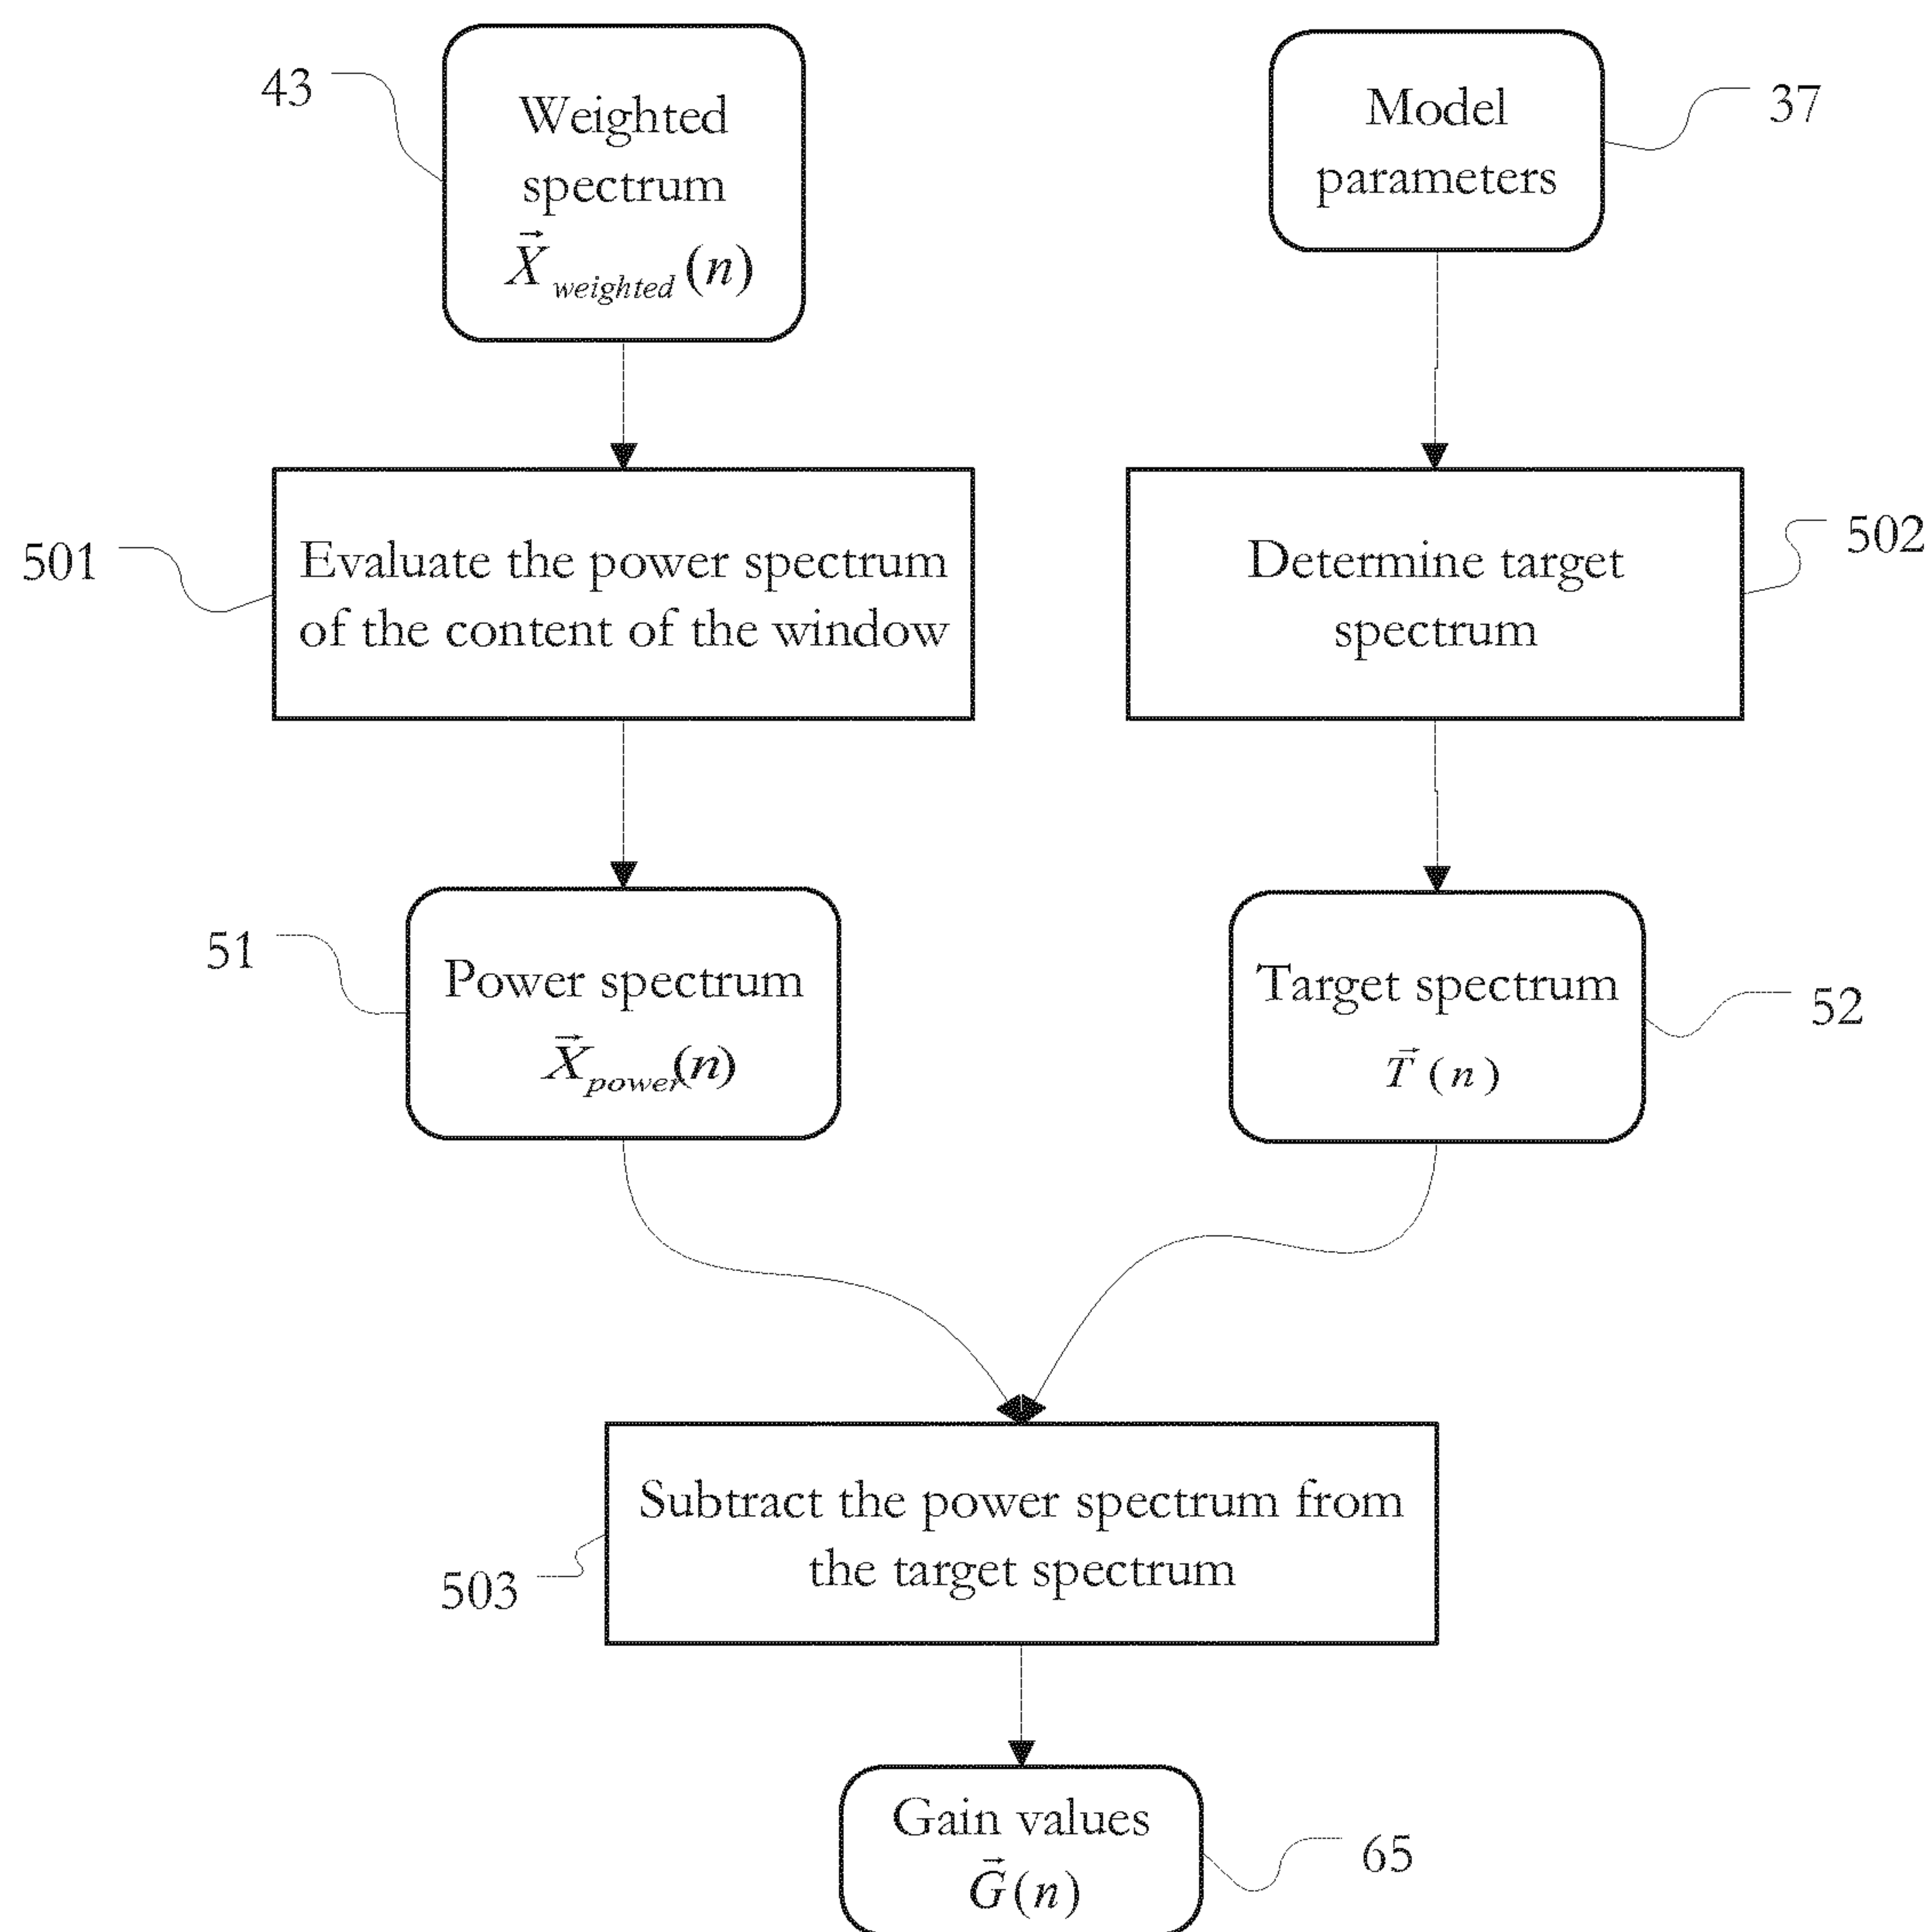 43
Weighted
spectrum
X⃗ weighted (n)
Model
parameters
37
501
Evaluate the power spectrum
of the content of the window
Determine target
spectrum
502
51
Power spectrum
X⃗ power(n)
Target spectrum
T⃗ (n)
52
503
Subtract the power spectrum from
the target spectrum
Gain values
G⃗(n)
65